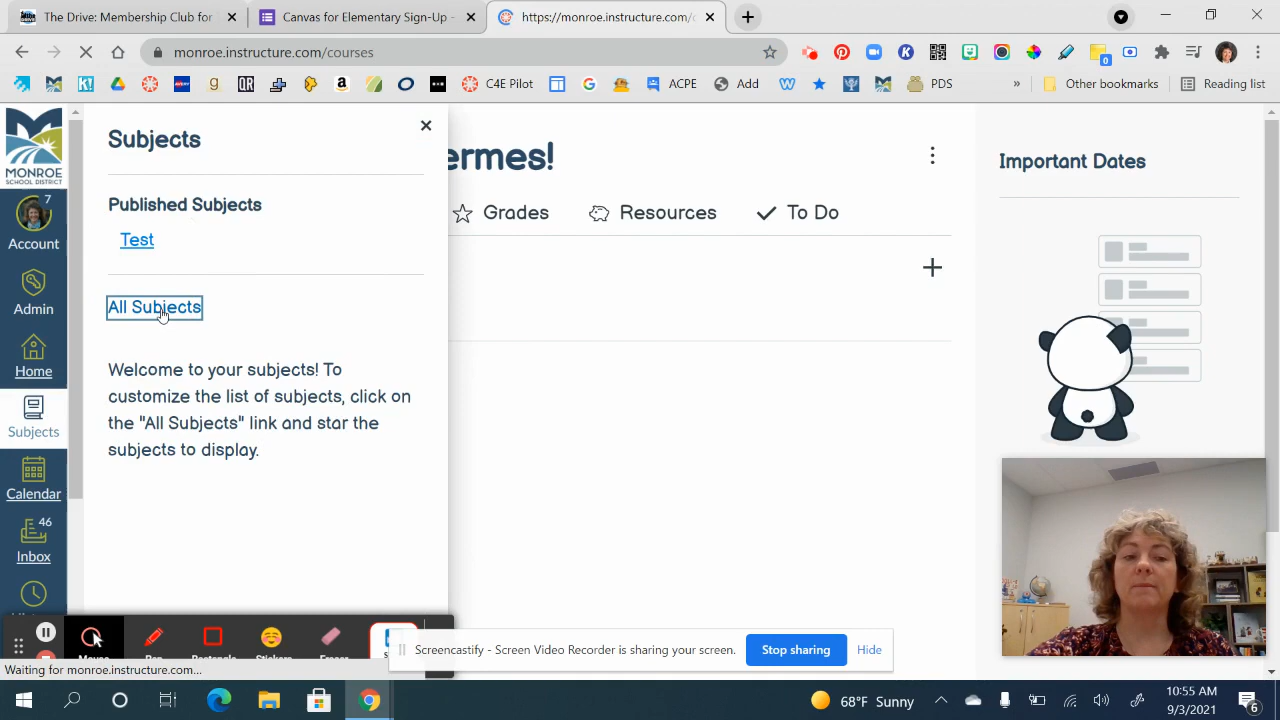 The Drive: Membership Club for
Canvas for Elementary Sign-Up -
https://monroe.instructure.com/
monroe.instructure.com/courses
C4E Pilot
ACPE
Add
PDS
»
Other bookmarks
Reading list
MONROE
SCHOOL DISTRICT
7
Account
Admin
Home
Subjects
Calendar
46
Inbox
Subjects
Published Subjects
Test
All Subjects
Welcome to your subjects! To
customize the list of subjects, click on
the "All Subjects" link and star the
subjects to display.
ermes!
Grades
Resources
To Do
Important Dates
Screencastify - Screen Video Recorder is sharing your screen.
Stop sharing
Hide
Waiting for monroe.instructure.com...
68°F Sunny
10:55 AM
9/3/2021
6